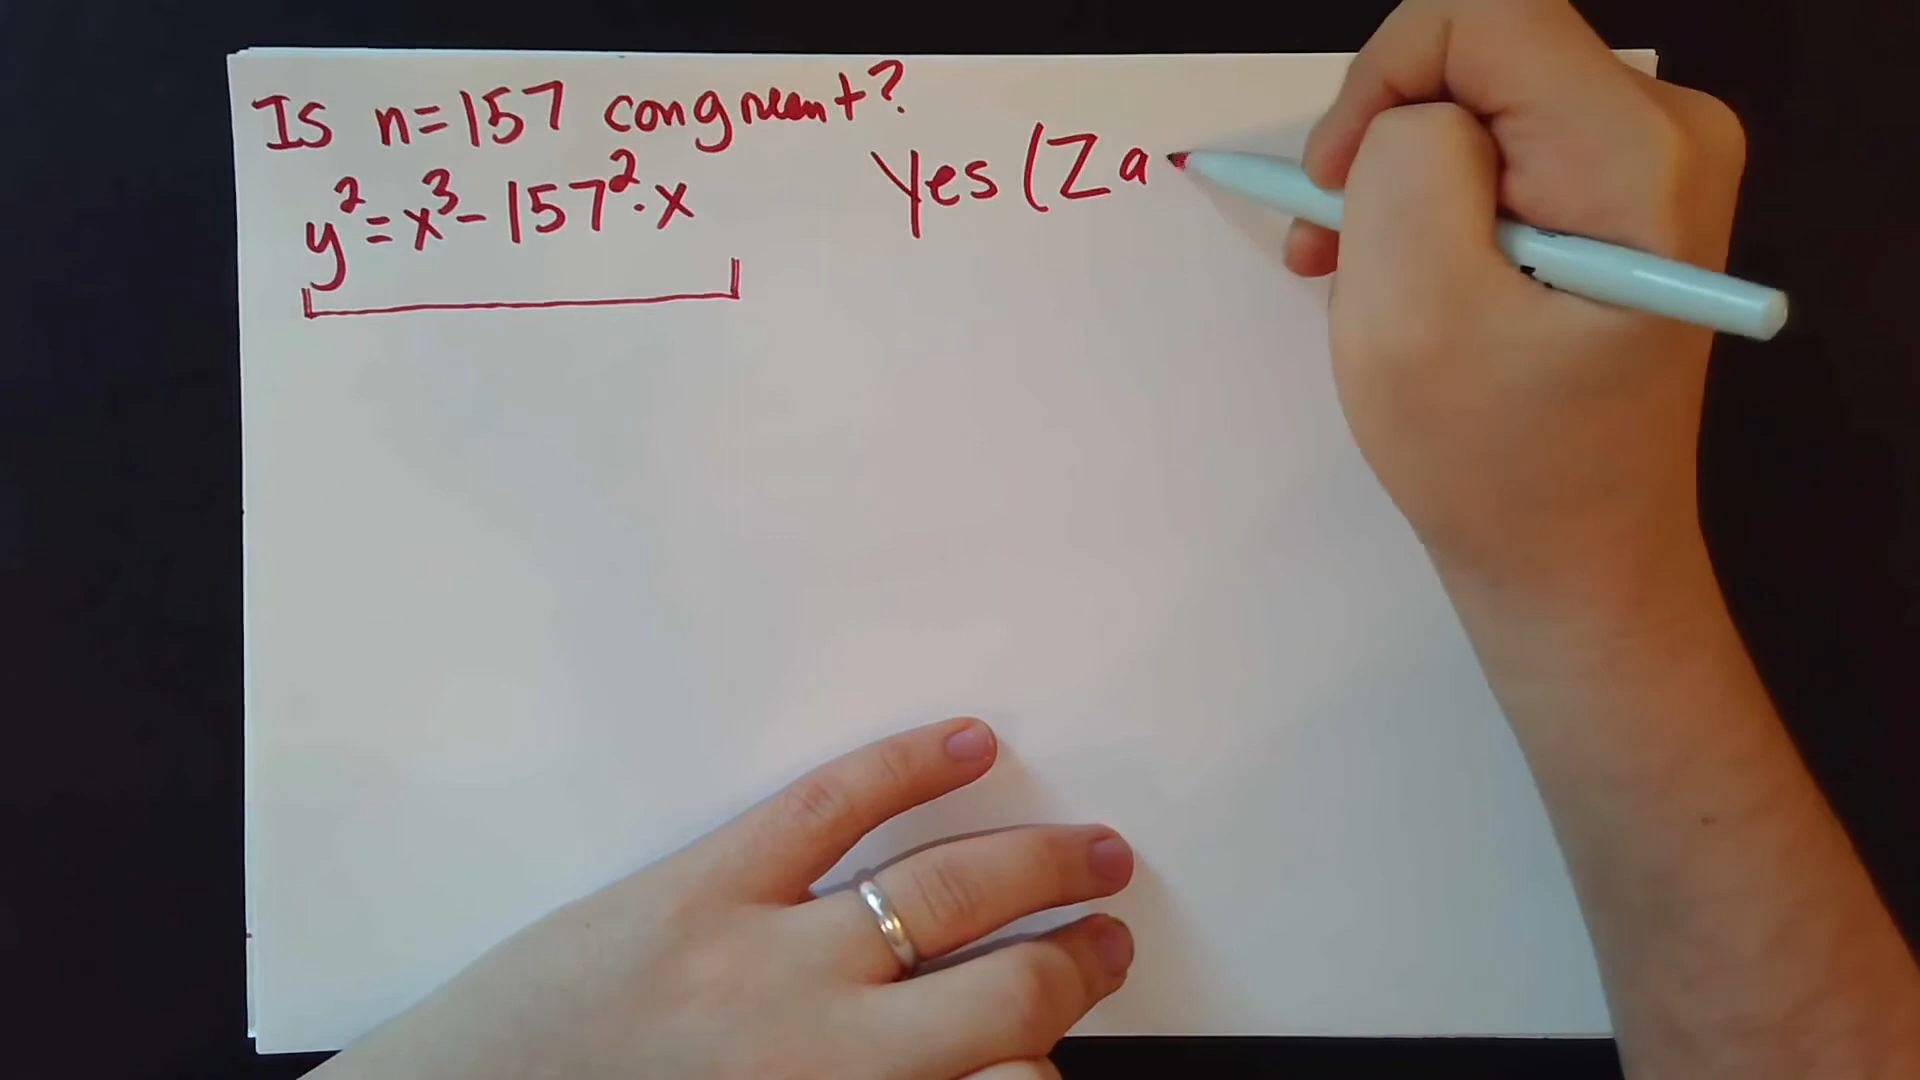 Is n=157 congruent?
y²=x³-157²·x
Yes (Za